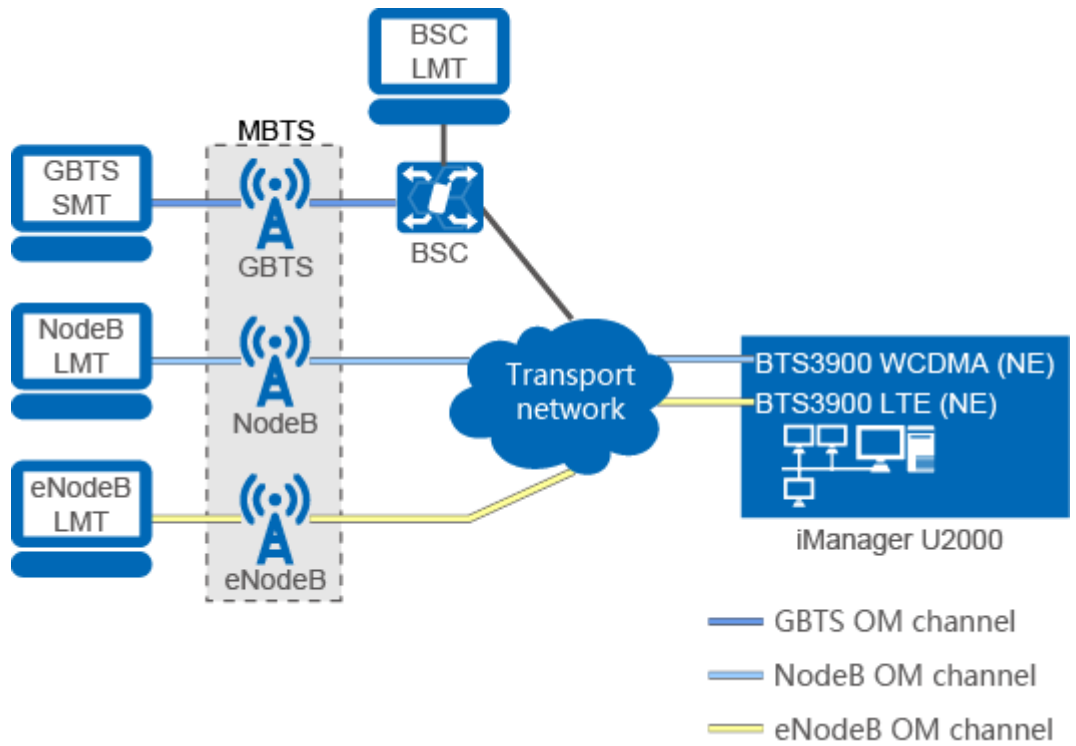 BSC
LMT
MBTS
GBTS
SMT
GBTS
BSC
NodeB
LMT
NodeB
Transport
network
BTS3900 WCDMA (NE)
BTS3900 LTE (NE)
eNodeB
LMT
eNodeB
iManager U2000
GBTS OM channel
NodeB OM channel
eNodeB OM channel